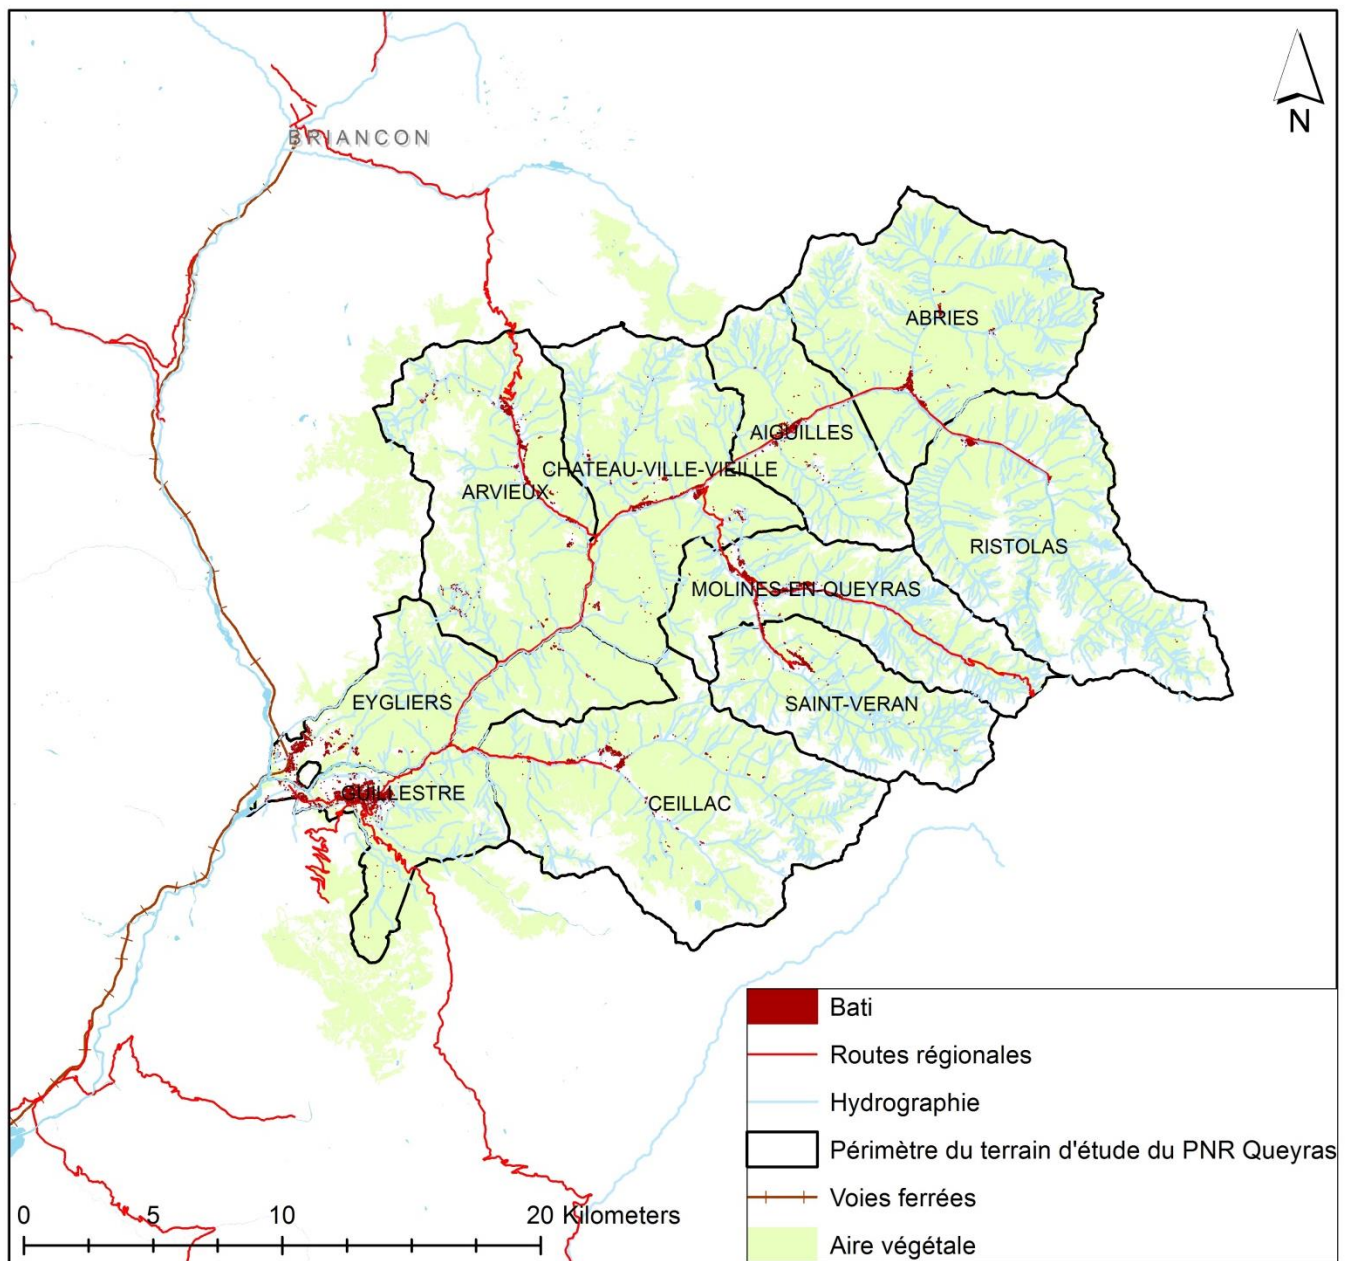 N
BRIANCON
ABRIES
AIGUILLES
CHATEAU-VILLE-VIEILLE
ARVIEUX
RISTOLAS
MOLINES-EN-QUEYRAS
EYGLIERS
SAINT-VERAN
GUILLESTRE
CEILLAC
Bati
Routes régionales
Hydrographie
Périmètre du terrain d'étude du PNR Queyras
Voies ferrées
Aire végétale
0 5 10 20 Kilometers